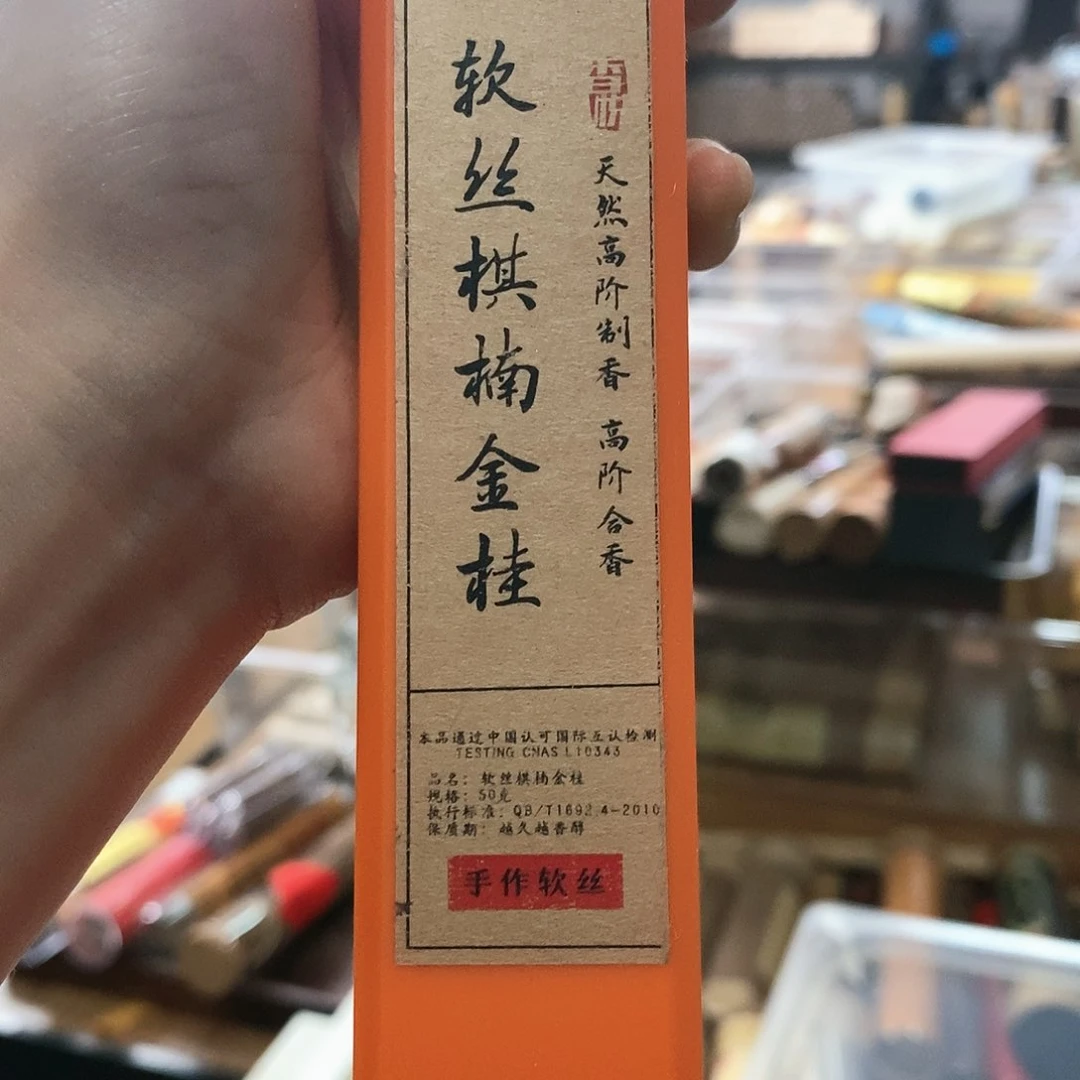 天然高阶制香 高阶合香
软丝棋楠金桂
本品通过中国认可国际互认检测
TESTING CNAS L10343
品名：软丝棋楠金桂
规格：50克
执行标准：QB/T1692.4-2010
保质期：越久越香醇
手作软丝